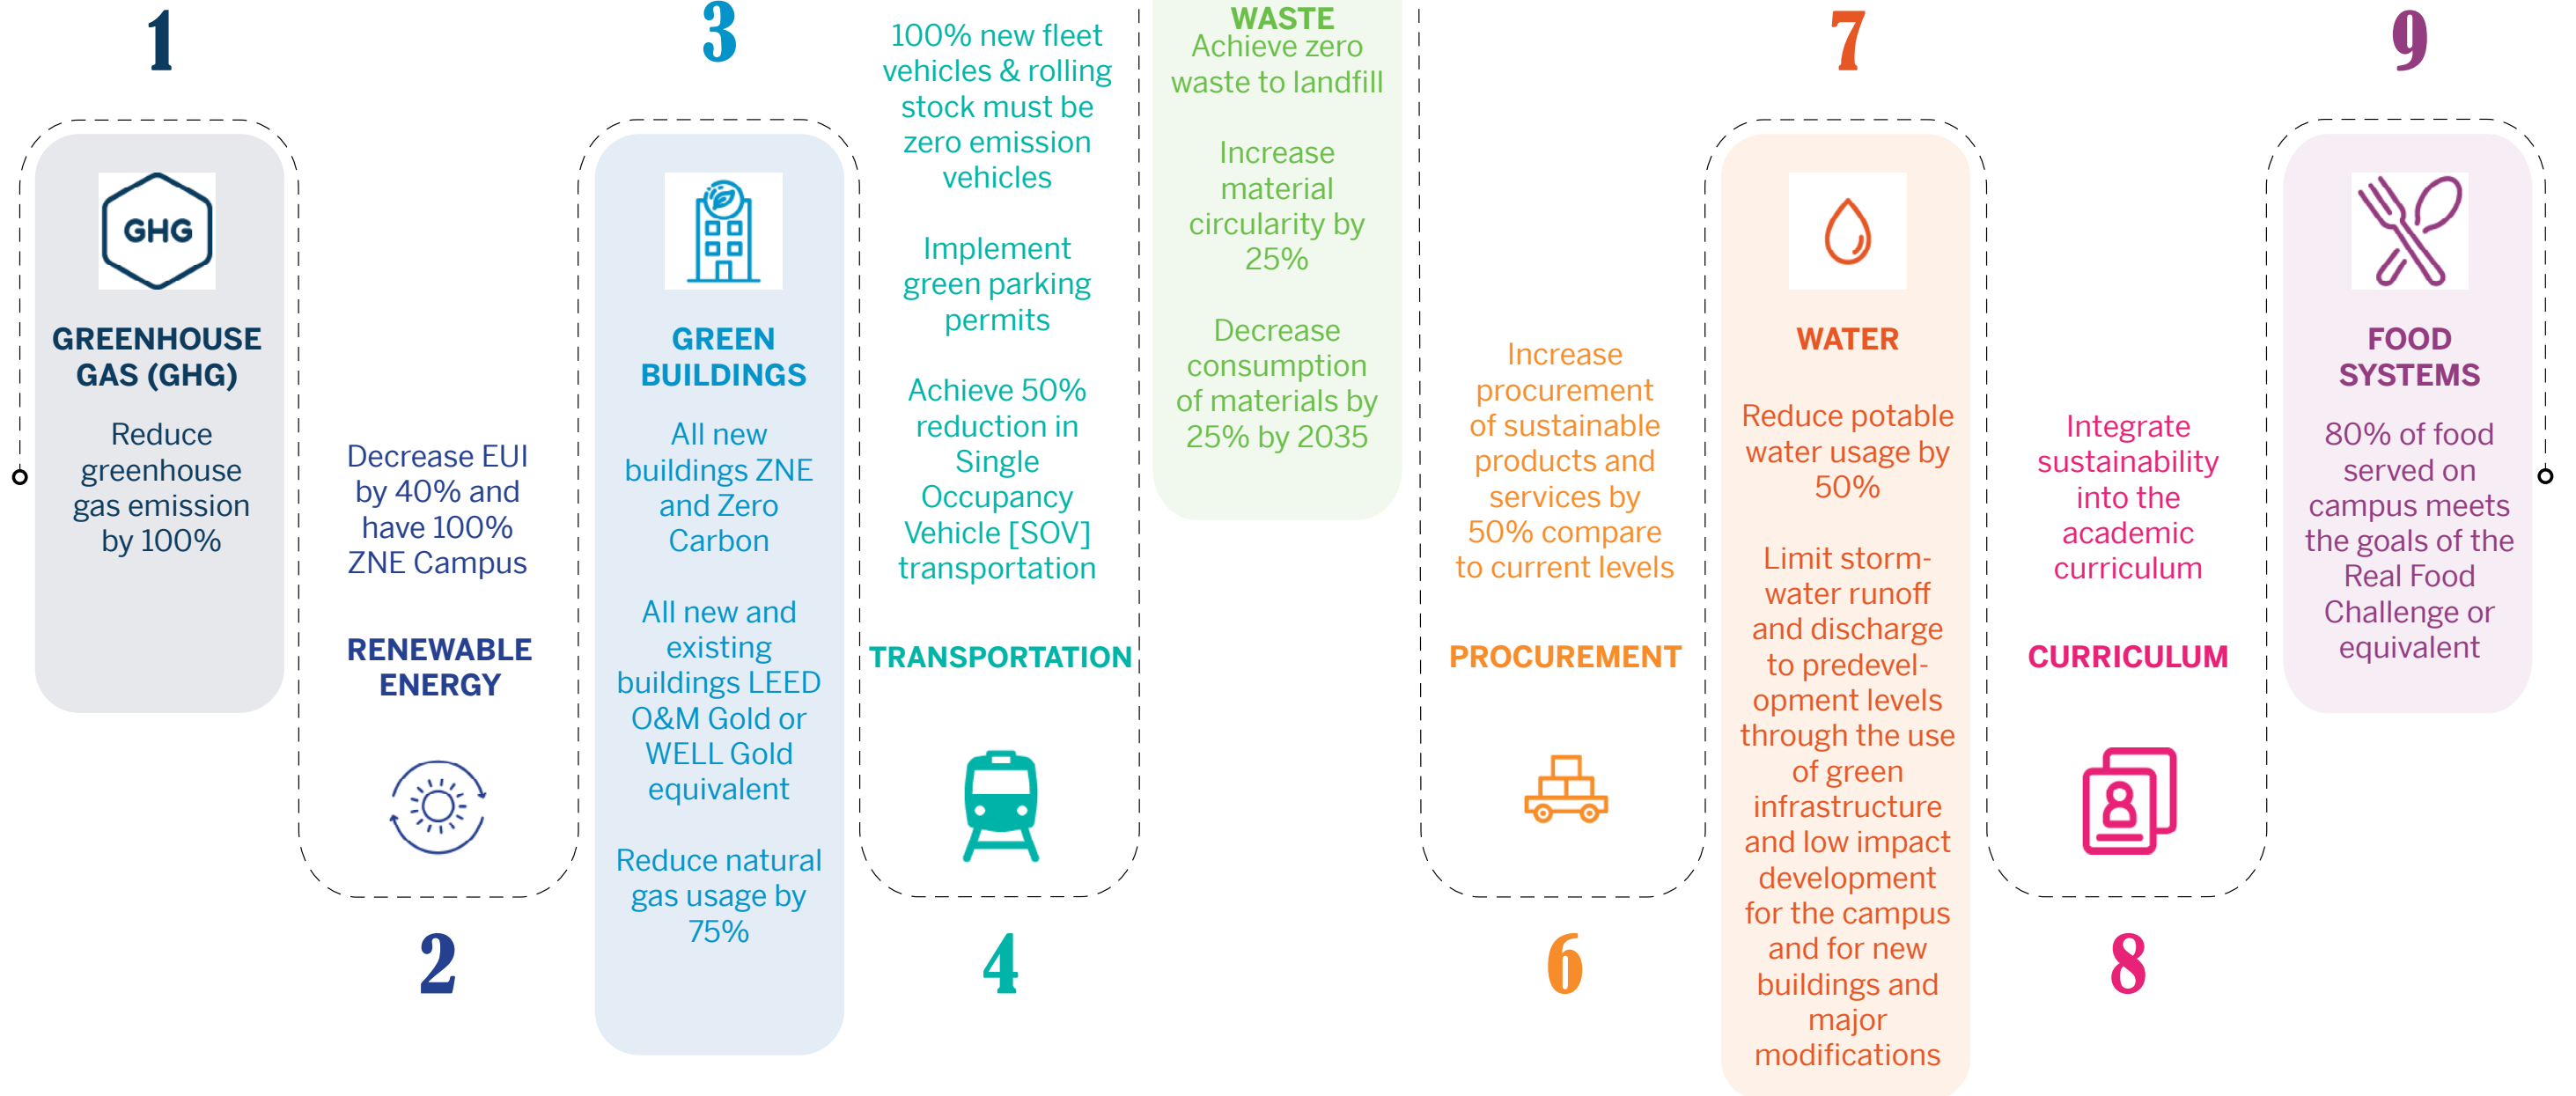 1
GHG
GREENHOUSE
GAS (GHG)
Reduce
greenhouse
gas emission
by 100%
Decrease EUI
by 40% and
have 100%
ZNE Campus
RENEWABLE
ENERGY
2
3
GREEN
BUILDINGS
All new
buildings ZNE
and Zero
Carbon
All new and
existing
buildings LEED
O&M Gold or
WELL Gold
equivalent
Reduce natural
gas usage by
75%
100% new fleet
vehicles & rolling
stock must be
zero emission
vehicles
Implement
green parking
permits
Achieve 50%
reduction in
Single
Occupancy
Vehicle [SOV]
transportation
TRANSPORTATION
4
WASTE
Achieve zero
waste to landfill
Increase
material
circularity by
25%
Decrease
consumption
of materials by
25% by 2035
Increase
procurement
of sustainable
products and
services by
50% compare
to current levels
PROCUREMENT
6
7
WATER
Reduce potable
water usage by
50%
Limit storm-
water runoff
and discharge
to predevel-
opment levels
through the use
of green
infrastructure
and low impact
development
for the campus
and for new
buildings and
major
modifications
Integrate
sustainability
into the
academic
curriculum
CURRICULUM
8
9
FOOD
SYSTEMS
80% of food
served on
campus meets
the goals of the
Real Food
Challenge or
equivalent